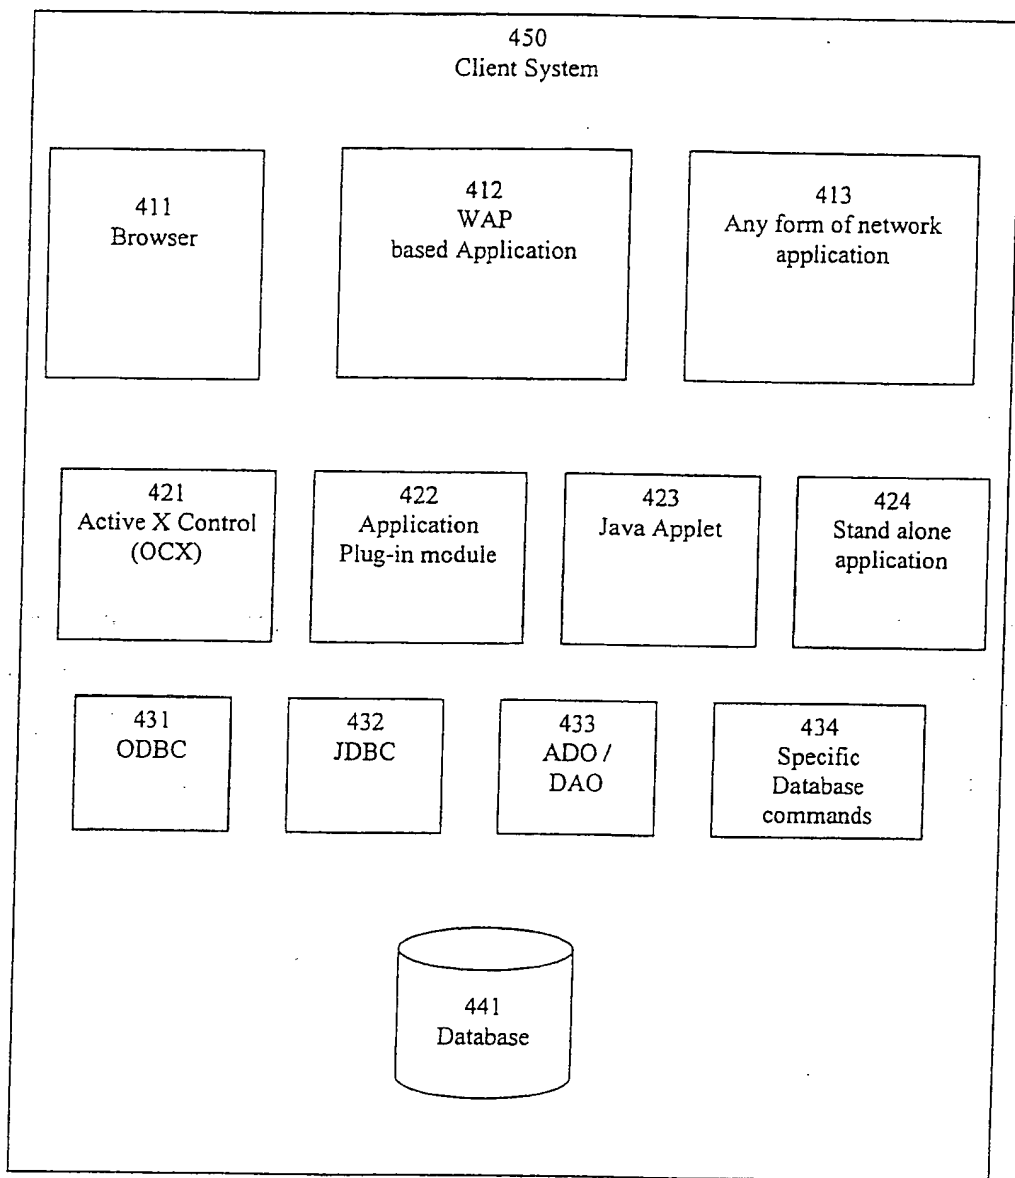 450
Client System
411
Browser
412
WAP
based Application
413
Any form of network
application
421
Active X Control
(OCX)
422
Application
Plug-in module
423
Java Applet
424
Stand alone
application
431
ODBC
432
JDBC
433
ADO /
DAO
434
Specific
Database
commands
441
Database